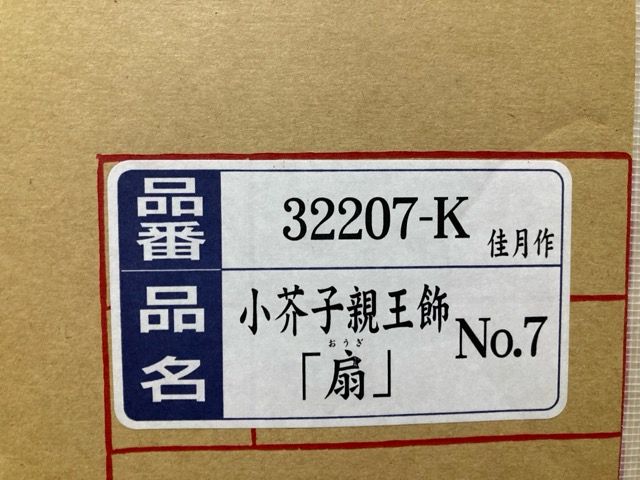 品番
32207-K 佳月作
品名
小芥子親王飾
おうぎ
「扇」 No.7